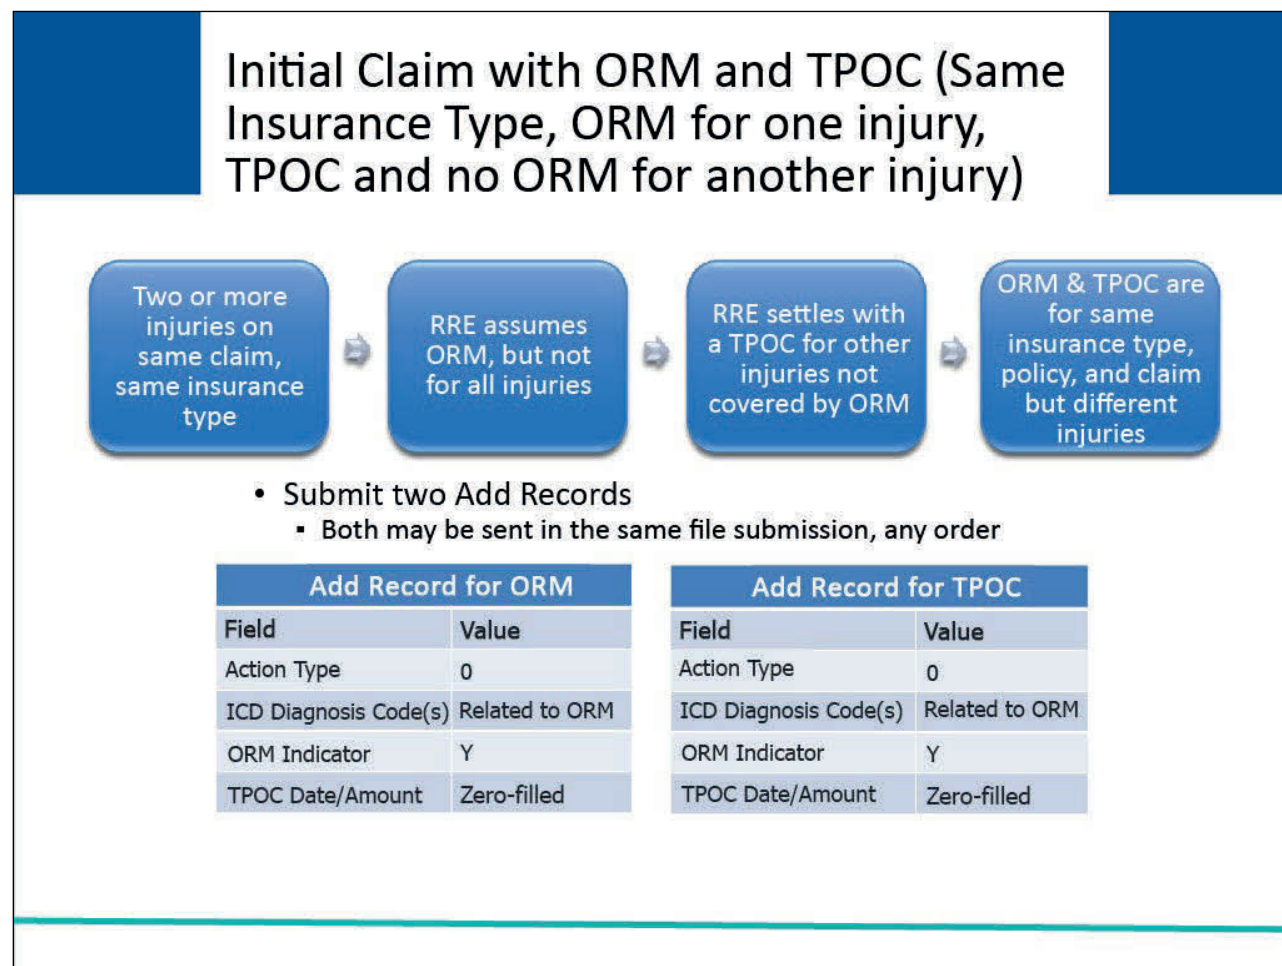 Initial Claim with ORM and TPOC (Same
Insurance Type, ORM for one injury,
TPOC and no ORM for another injury)
Two or more
injuries on
same claim,
same insurance
type
RRE assumes
ORM, but not
for all injuries
RRE settles with
a TPOC for other
injuries not
covered by ORM
ORM & TPOC are
for same
insurance type,
policy, and claim
but different
injuries
• Submit two Add Records
▪ Both may be sent in the same file submission, any order
Add Record for ORM
Field Value
Action Type 0
ICD Diagnosis Code(s) Related to ORM
ORM Indicator Y
TPOC Date/Amount Zero-filled
Add Record for TPOC
Field Value
Action Type 0
ICD Diagnosis Code(s) Related to ORM
ORM Indicator Y
TPOC Date/Amount Zero-filled